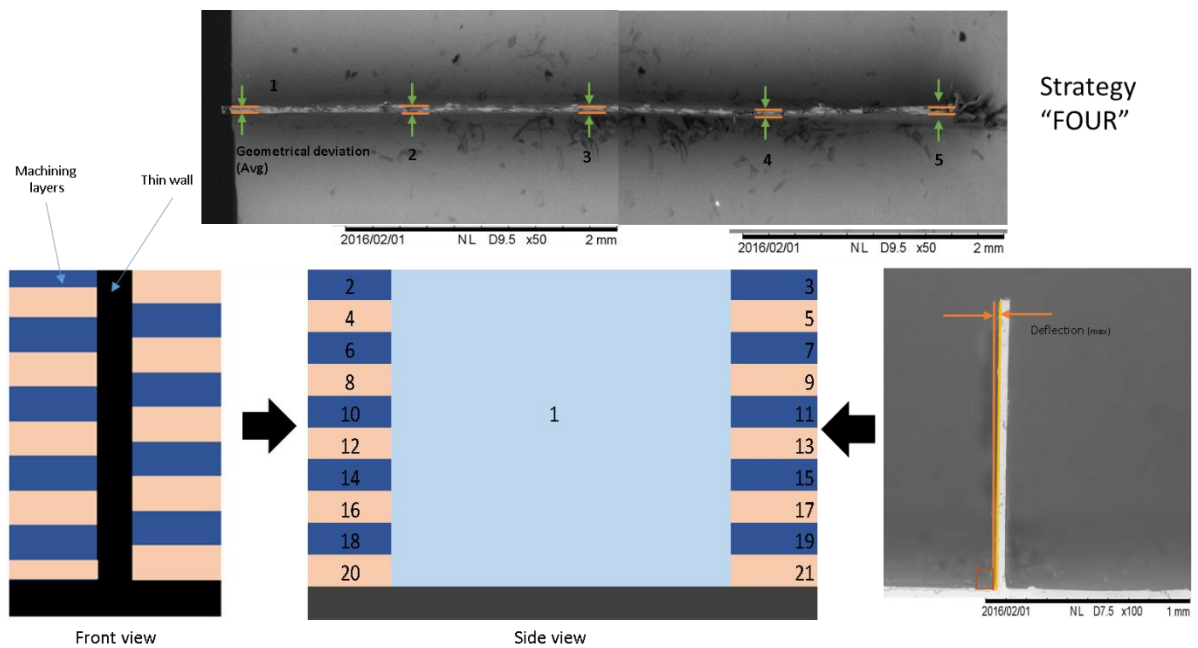 1
Strategy
"FOUR"
Geometrical deviation
(Avg)
2
3
4
5
Machining
layers
Thin wall
2016/02/01 NL D9.5 x50 2 mm
2016/02/01 NL D9.5 x50 2 mm
2
3
4
5
6
7
8
9
10
1
11
12
13
14
15
16
17
18
19
20
21
Deflection (max)
2016/02/01 NL D7.5 x100 1 mm
Front view
Side view